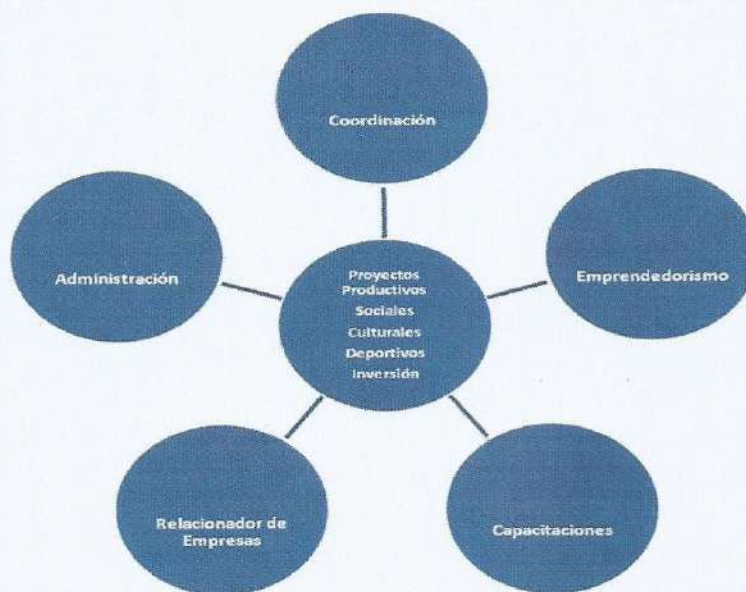 Coordinación
Administración
Emprendedorismo
Proyectos
Productivos
Sociales
Culturales
Deportivos
Inversión
Relacionador de
Empresas
Capacitaciones